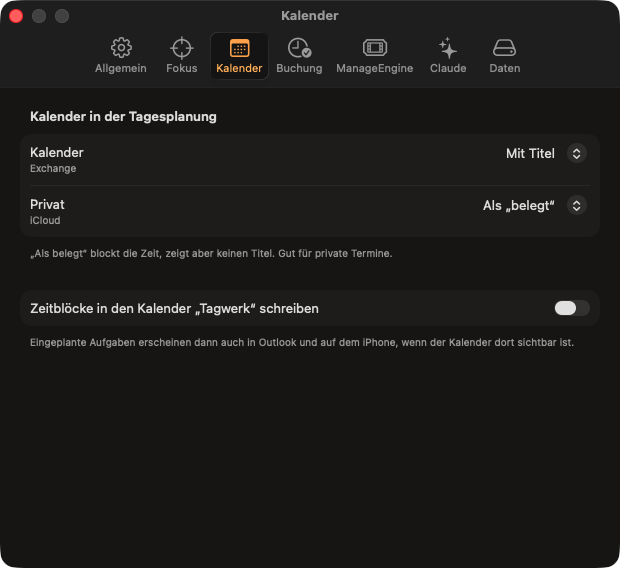 Kalender
Allgemein Fokus Kalender Buchung ManageEngine Claude Daten
Kalender in der Tagesplanung
Kalender Mit Titel
Exchange
Privat Als „belegt“
iCloud
„Als belegt“ blockt die Zeit, zeigt aber keinen Titel. Gut für private Termine.
Zeitblöcke in den Kalender „Tagwerk“ schreiben
Eingeplante Aufgaben erscheinen dann auch in Outlook und auf dem iPhone, wenn der Kalender dort sichtbar ist.